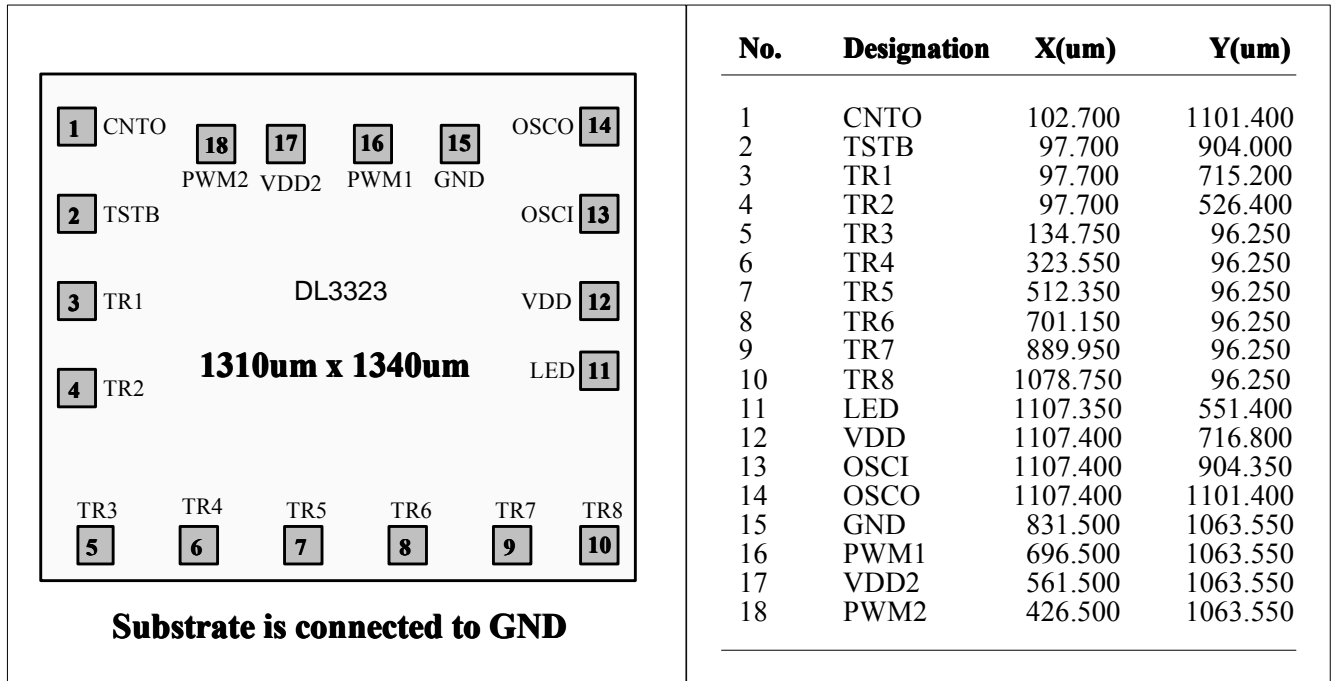 1 CNTO
OSCO 14
18 17 16 15
PWM2 VDD2 PWM1 GND
2 TSTB
OSCI 13
3 TR1
DL3323
VDD 12
1310um x 1340um
LED 11
4 TR2
TR3 TR4 TR5 TR6 TR7 TR8
5 6 7 8 9 10
Substrate is connected to GND
No. Designation X(um) Y(um)
1 CNTO 102.700 1101.400
2 TSTB 97.700 904.000
3 TR1 97.700 715.200
4 TR2 97.700 526.400
5 TR3 134.750 96.250
6 TR4 323.550 96.250
7 TR5 512.350 96.250
8 TR6 701.150 96.250
9 TR7 889.950 96.250
10 TR8 1078.750 96.250
11 LED 1107.350 551.400
12 VDD 1107.400 716.800
13 OSCI 1107.400 904.350
14 OSCO 1107.400 1101.400
15 GND 831.500 1063.550
16 PWM1 696.500 1063.550
17 VDD2 561.500 1063.550
18 PWM2 426.500 1063.550